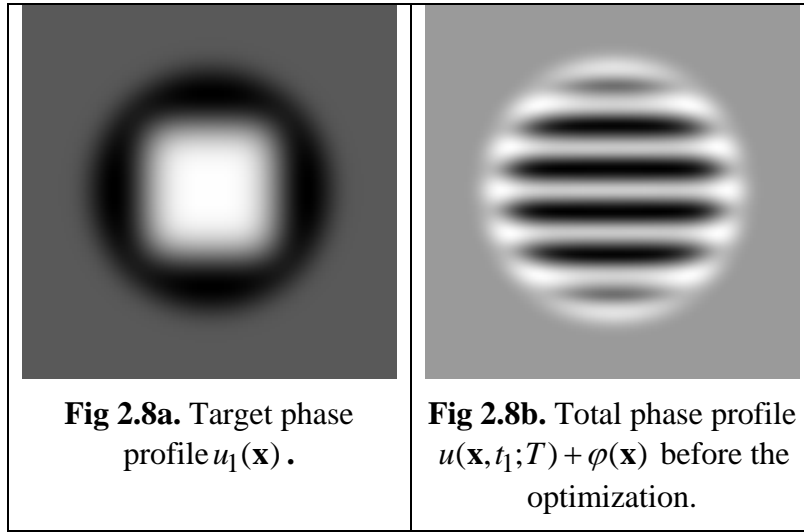 Fig 2.8a. Target phase
profile u₁(𝐱) .
Fig 2.8b. Total phase profile
u(𝐱,t₁;T)+φ(𝐱) before the
optimization.